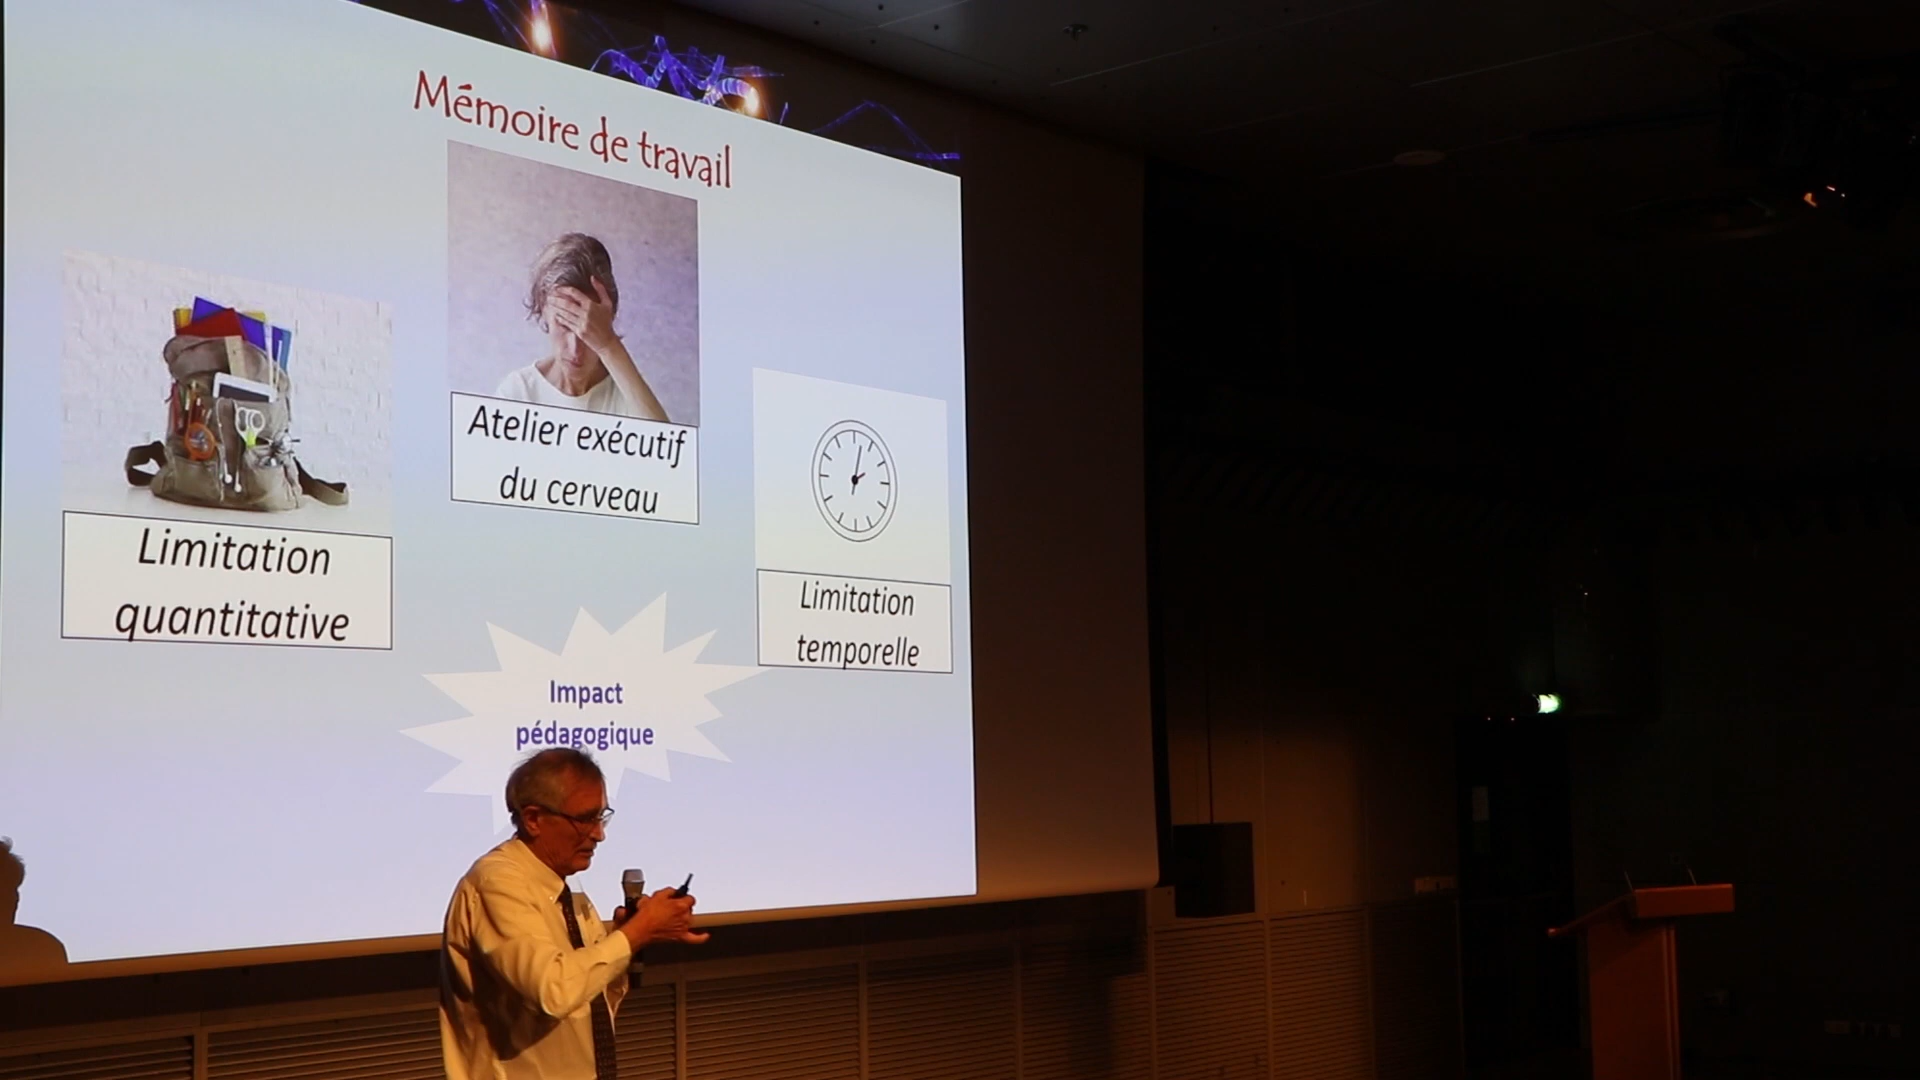 Mémoire de travail
Atelier exécutif
du cerveau
Limitation
quantitative
Limitation
temporelle
Impact
pédagogique